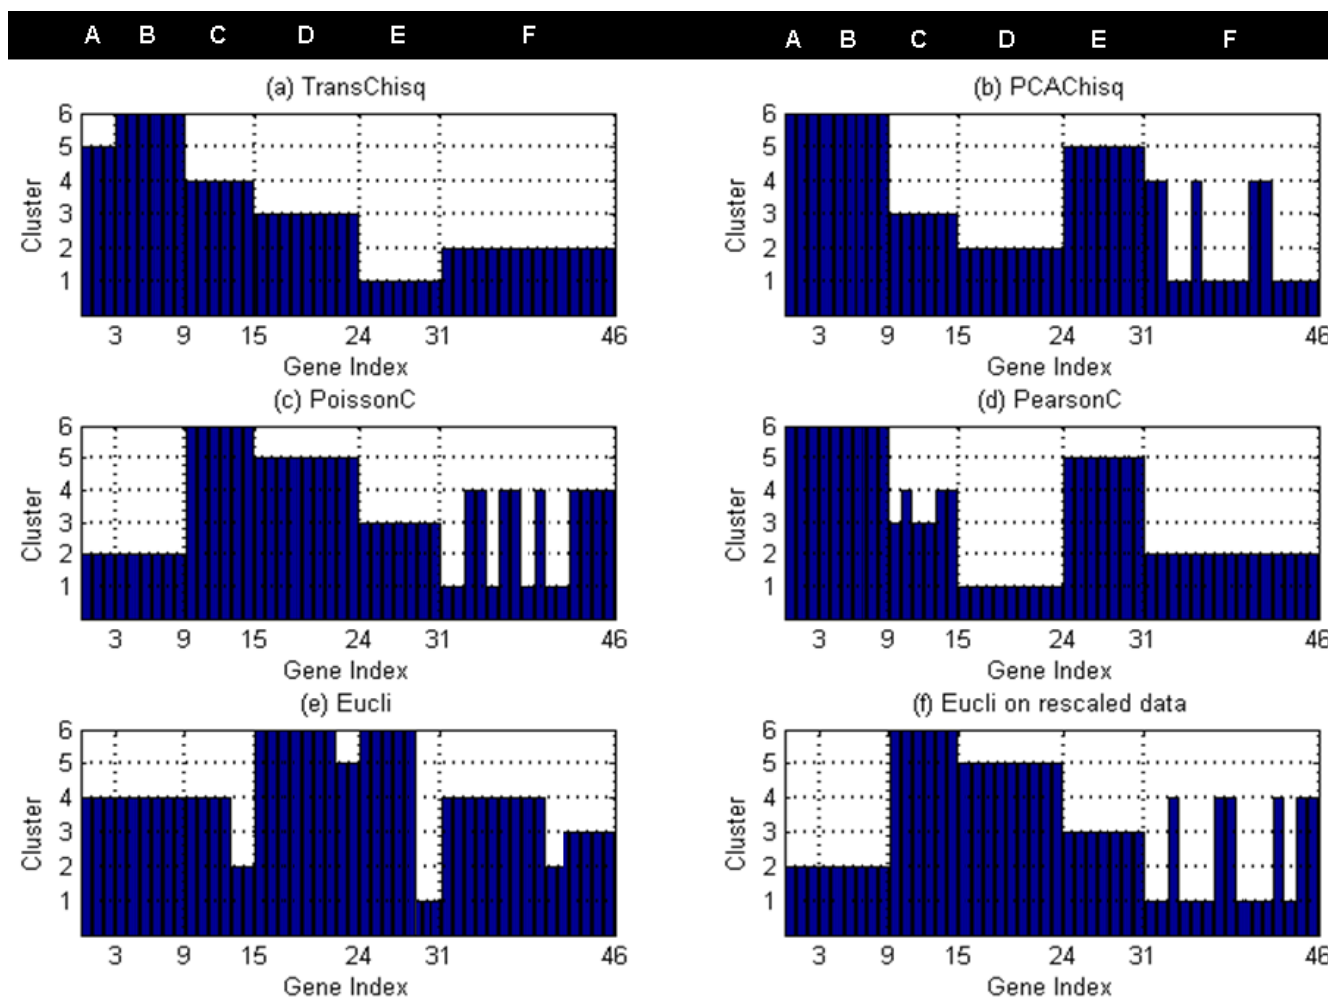 A B C D E F A B C D E F
(a) TransChisq
6
5
4
3
2
1
Cluster
3 9 15 24 31 46
Gene Index
(b) PCAChisq
6
5
4
3
2
1
Cluster
3 9 15 24 31 46
Gene Index
(c) PoissonC
6
5
4
3
2
1
Cluster
3 9 15 24 31 46
Gene Index
(d) PearsonC
6
5
4
3
2
1
Cluster
3 9 15 24 31 46
Gene Index
(e) Eucli
6
5
4
3
2
1
Cluster
3 9 15 24 31 46
Gene Index
(f) Eucli on rescaled data
6
5
4
3
2
1
Cluster
3 9 15 24 31 46
Gene Index